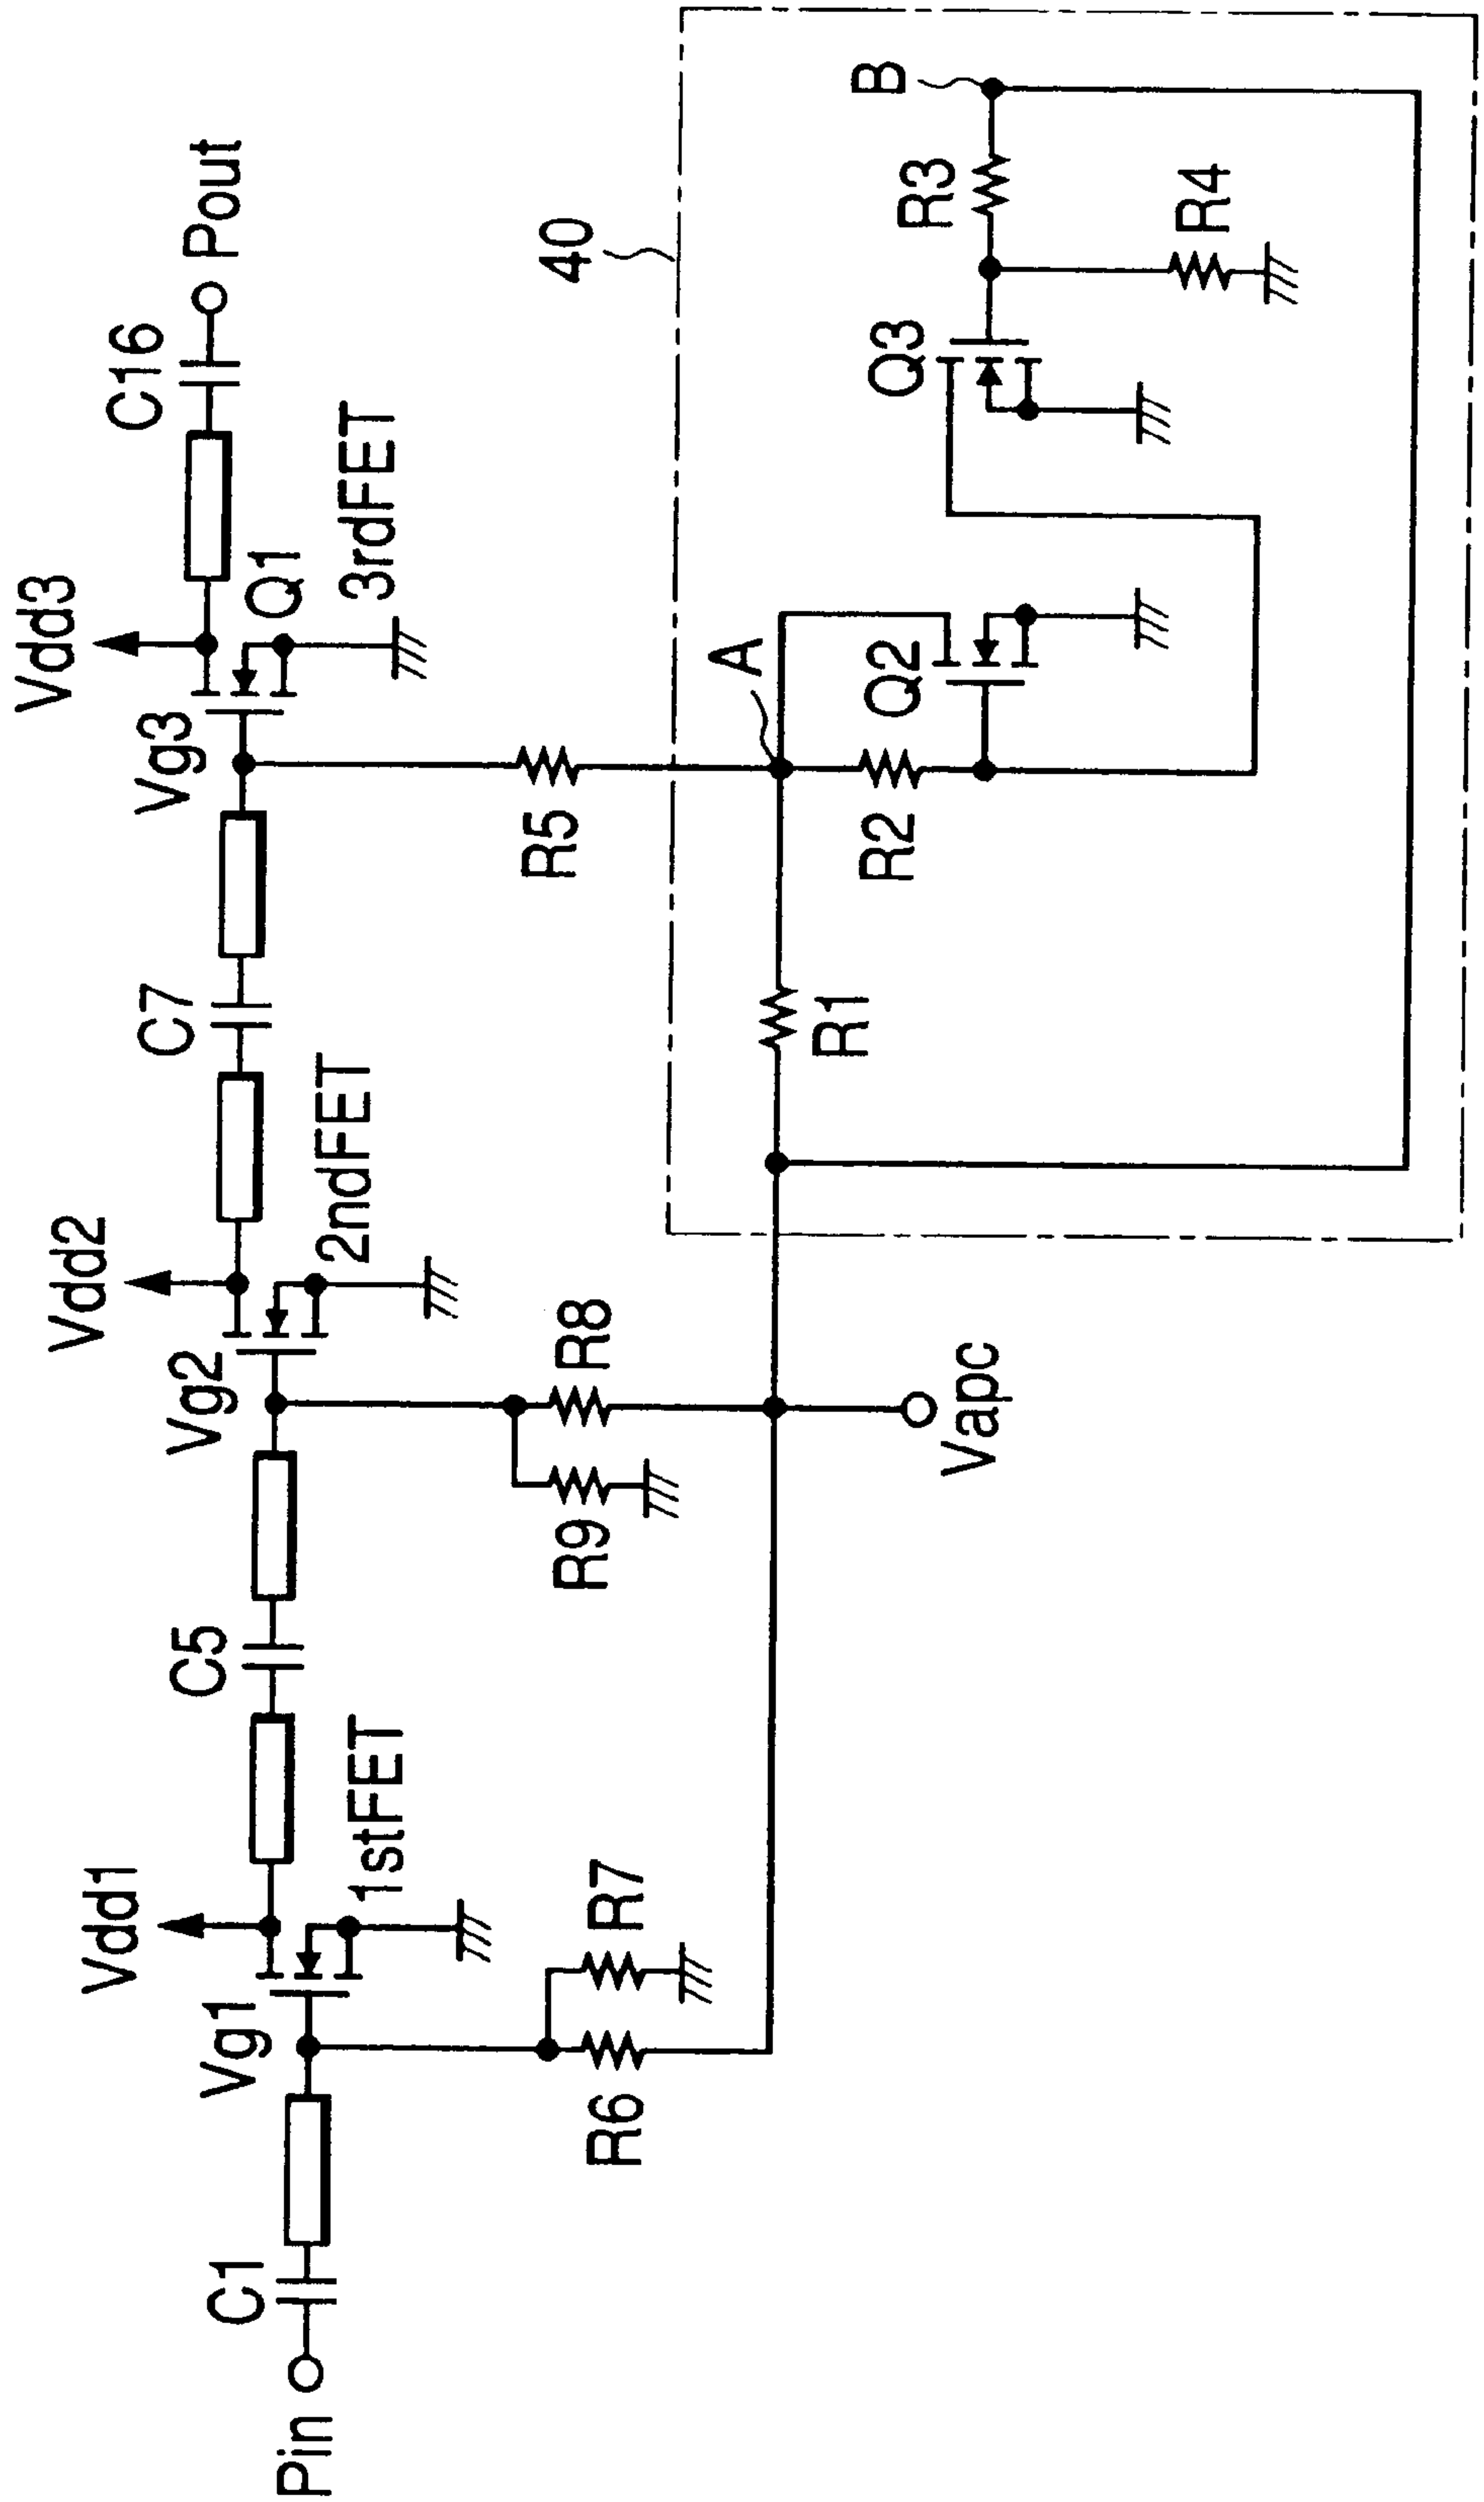 Vdd3
Vdd2
Vdd1
C16
Pout
Vg3
Q1
3rdFET
C7
Vg2
2ndFET
C5
Vg1
1stFET
C1
Pin
R5
40
R8
R9
R7
R6
A
B
R1
R2
Q2
Q3
R3
R4
Vapc